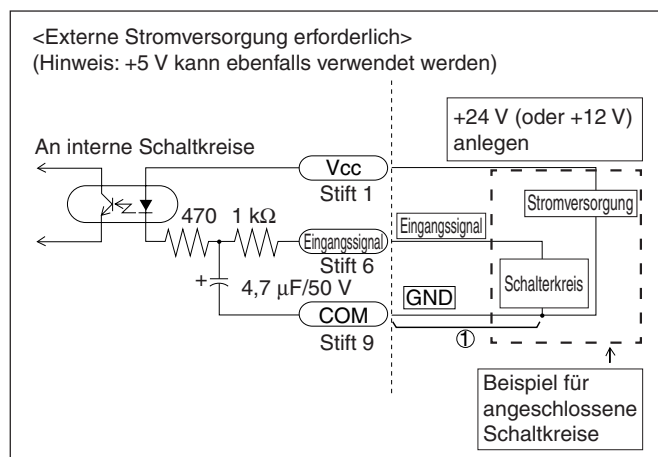 <Externe Stromversorgung erforderlich>
(Hinweis: +5 V kann ebenfalls verwendet werden)
+24 V (oder +12 V)
anlegen
An interne Schaltkreise
Vcc
Stift 1
Stromversorgung
470
1 kΩ
Eingangssignal
Stift 6
Eingangssignal
+
4,7 µF/50 V
Schalterkreis
GND
COM
Stift 9
①
Beispiel für
angeschlossene
Schaltkreise